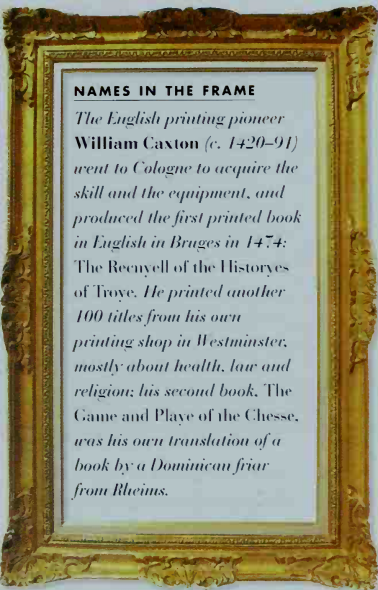 NAMES IN THE FRAME
The English printing pioneer
William Caxton (c. 1420–91)
went to Cologne to acquire the
skill and the equipment, and
produced the first printed book
in English in Bruges in 1474:
The Recuyell of the Historyes
of Troye. He printed another
100 titles from his own
printing shop in Westminster,
mostly about health, law and
religion; his second book, The
Game and Playe of the Chesse,
was his own translation of a
book by a Dominican friar
from Rheims.